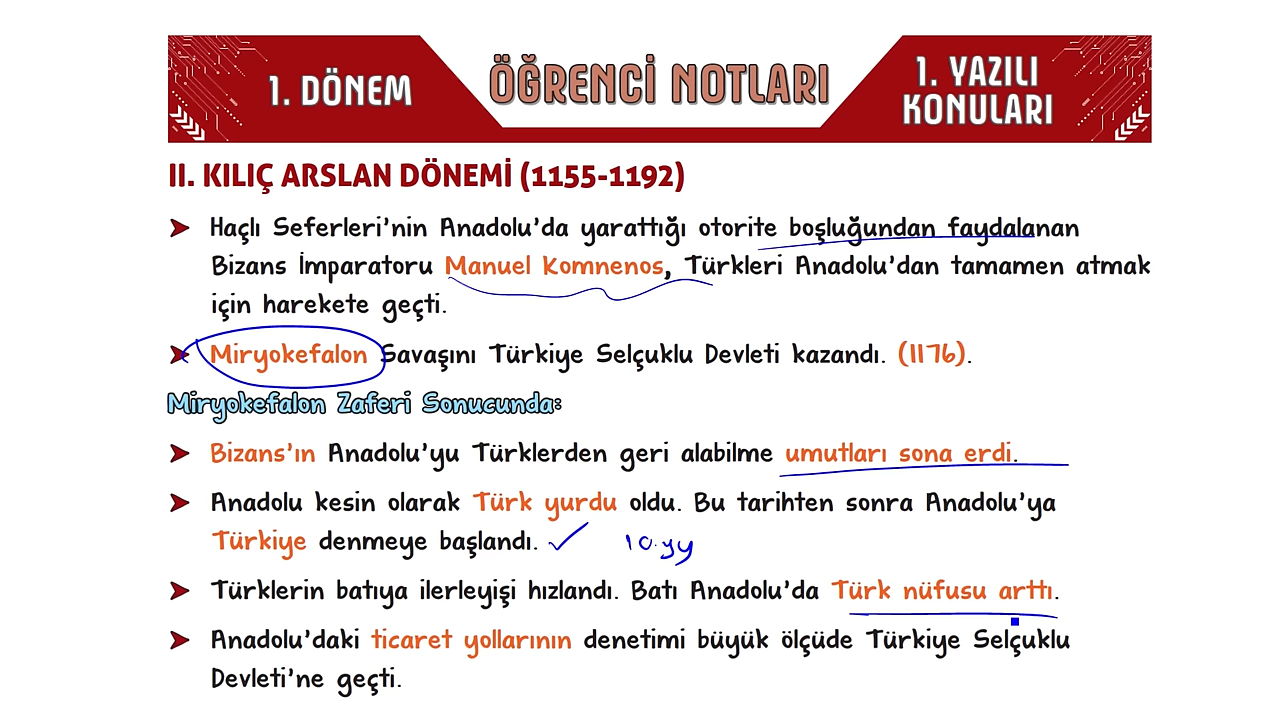 1. DÖNEM
ÖĞRENCİ NOTLARI
1. YAZILI
KONULARI
II. KILIÇ ARSLAN DÖNEMİ (1155-1192)
Haçlı Seferleri'nin Anadolu'da yarattığı otorite boşluğundan faydalanan
Bizans İmparatoru Manuel Komnenos, Türkleri Anadolu'dan tamamen atmak
için harekete geçti.
Miryokefalon Savaşını Türkiye Selçuklu Devleti kazandı. (1176).
Miryokefalon Zaferi Sonucunda:
Bizans'ın Anadolu'yu Türklerden geri alabilme umutları sona erdi.
Anadolu kesin olarak Türk yurdu oldu. Bu tarihten sonra Anadolu'ya
Türkiye denmeye başlandı. 10.yy
Türklerin batıya ilerleyişi hızlandı. Batı Anadolu'da Türk nüfusu arttı.
Anadolu'daki ticaret yollarının denetimi büyük ölçüde Türkiye Selçuklu
Devleti'ne geçti.